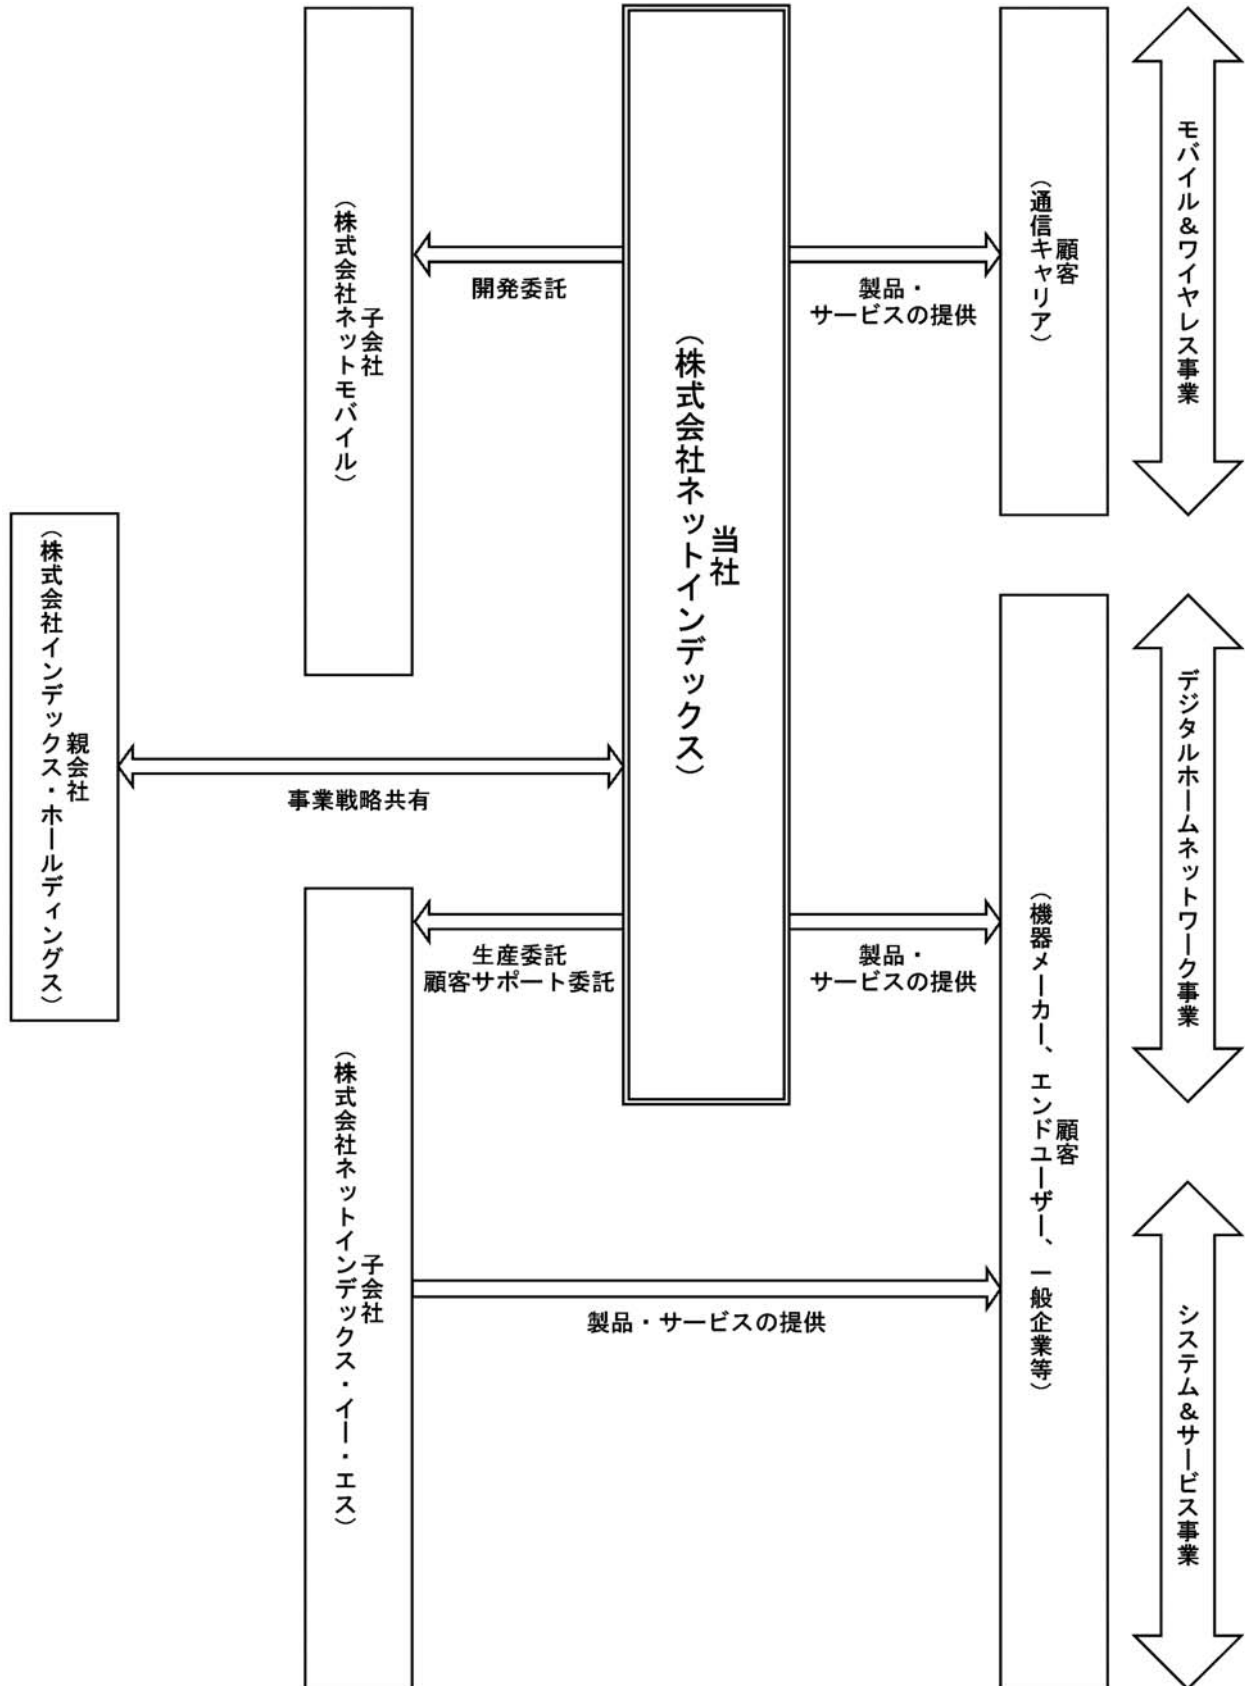 子会社
（株式会社ネットモバイル）
開発委託
当社
（株式会社ネットインデックス）
製品・
サービスの提供
顧客
（通信キャリア）
モバイル＆ワイヤレス事業
親会社
（株式会社インデックス・ホールディングス）
事業戦略共有
子会社
（株式会社ネットインデックス・イー・エス）
生産委託
顧客サポート委託
製品・
サービスの提供
製品・サービスの提供
顧客
（機器メーカー、エンドユーザー、一般企業等）
デジタルホームネットワーク事業
システム＆サービス事業